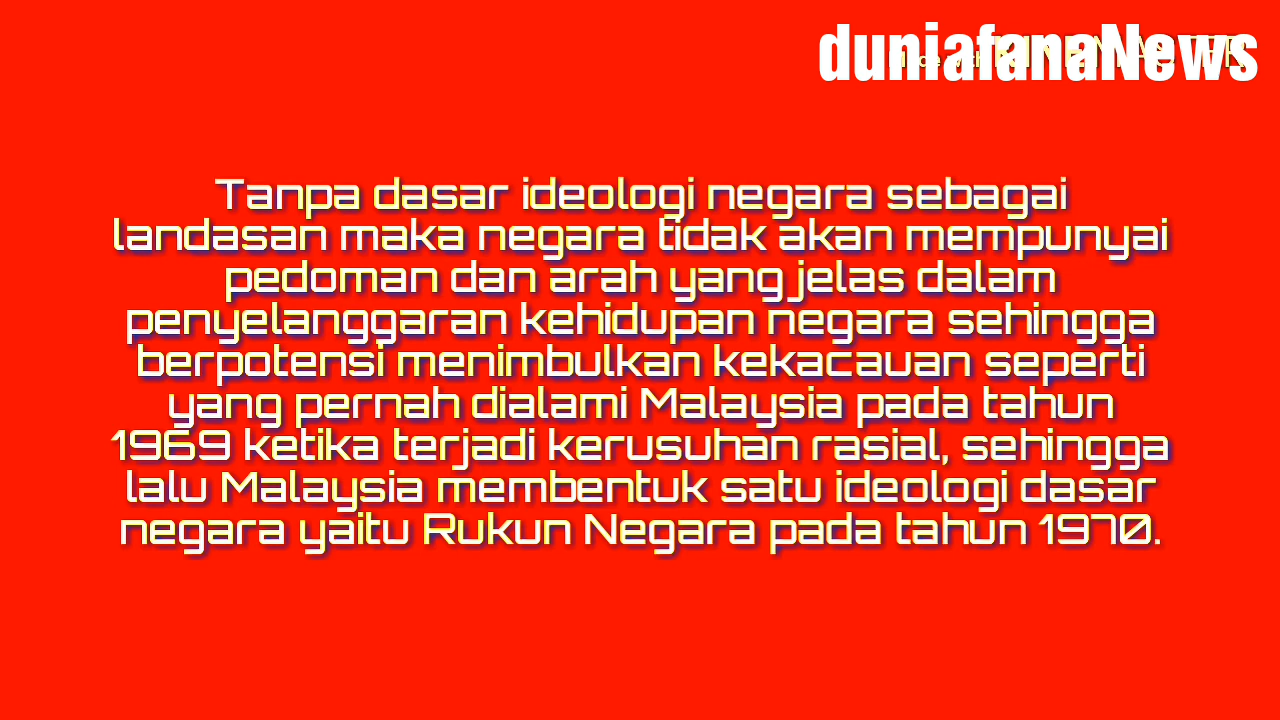 duniafanaNews
Tanpa dasar ideologi negara sebagai
landasan maka negara tidak akan mempunyai
pedoman dan arah yang jelas dalam
penyelanggaran kehidupan negara sehingga
berpotensi menimbulkan kekacauan seperti
yang pernah dialami Malaysia pada tahun
1969 ketika terjadi kerusuhan rasial, sehingga
lalu Malaysia membentuk satu ideologi dasar
negara yaitu Rukun Negara pada tahun 1970.